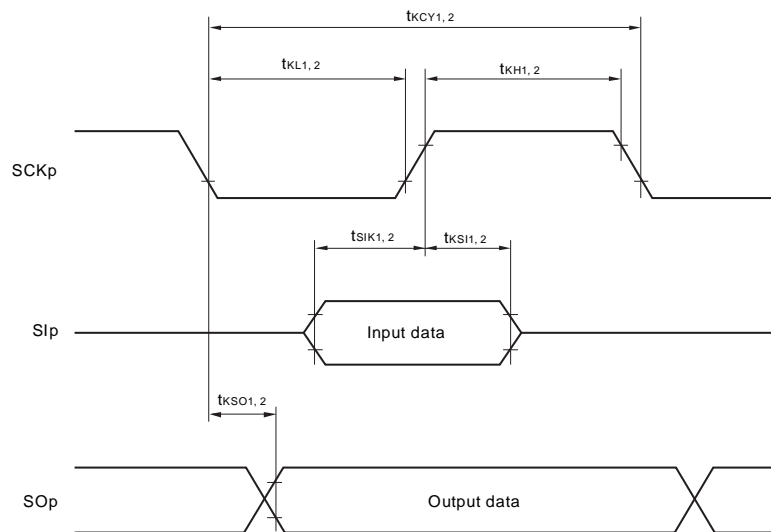 tKCY1, 2
tKL1, 2
tKH1, 2
SCKp
tSIK1, 2
tKSI1, 2
SIp
Input data
tKSO1, 2
SOp
Output data